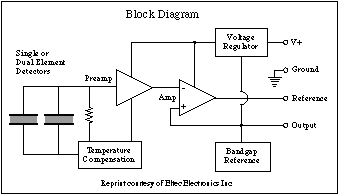 Block Diagram
Single or
Dual Element
Detectors
Preamp
Voltage
Regulator
V+
Ground
Amp
-
+
Reference
Output
Temperature
Compensation
Bandgap
Reference
Reprint courtesy of Eltec Electronics Inc